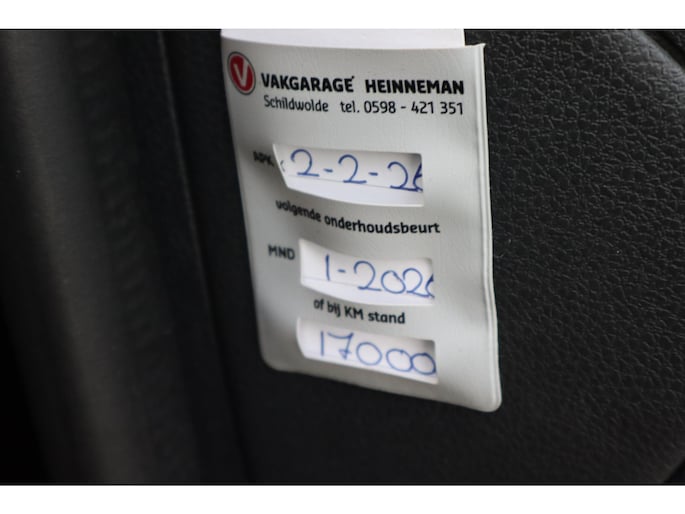 V VAKGARAGE HEINNEMAN
Schildwolde tel. 0598 - 421 351
APK 2-2-26
volgende onderhoudsbeurt
MND 1-2026
of bij KM stand
17000